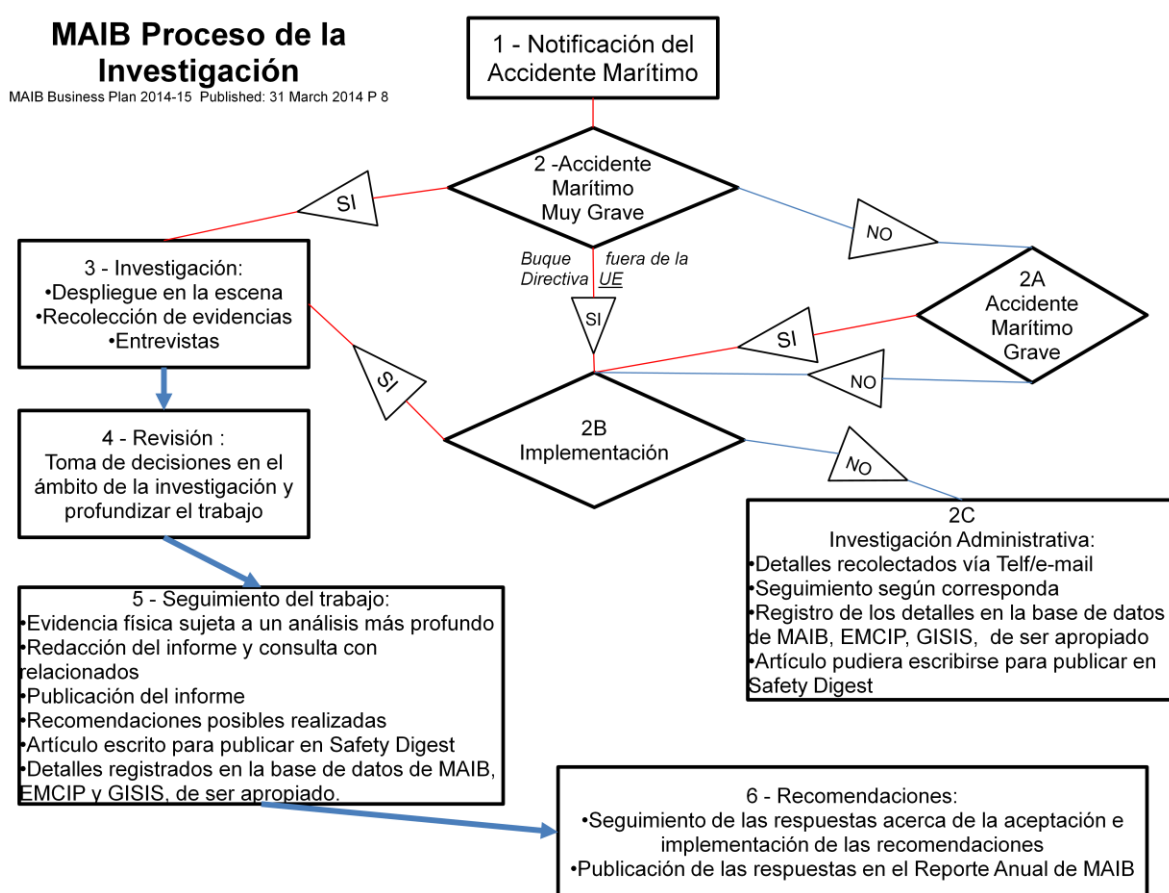 MAIB Proceso de la
Investigación
MAIB Business Plan 2014-15 Published: 31 March 2014 P 8
1 - Notificación del
Accidente Marítimo
2 -Accidente
Marítimo
Muy Grave
SI
NO
Buque fuera de la
Directiva UE
SI
2A
Accidente
Marítimo
Grave
SI
NO
3 - Investigación:
•Despliegue en la escena
•Recolección de evidencias
•Entrevistas
SI
2B
Implementación
NO
4 - Revisión :
Toma de decisiones en el
ámbito de la investigación y
profundizar el trabajo
2C
Investigación Administrativa:
•Detalles recolectados vía Telf/e-mail
•Seguimiento según corresponda
•Registro de los detalles en la base de datos
de MAIB, EMCIP, GISIS, de ser apropiado
•Artículo pudiera escribirse para publicar en
Safety Digest
5 - Seguimiento del trabajo:
•Evidencia física sujeta a un análisis más profundo
•Redacción del informe y consulta con
relacionados
•Publicación del informe
•Recomendaciones posibles realizadas
•Artículo escrito para publicar en Safety Digest
•Detalles registrados en la base de datos de MAIB,
EMCIP y GISIS, de ser apropiado.
6 - Recomendaciones:
•Seguimiento de las respuestas acerca de la aceptación e
implementación de las recomendaciones
•Publicación de las respuestas en el Reporte Anual de MAIB